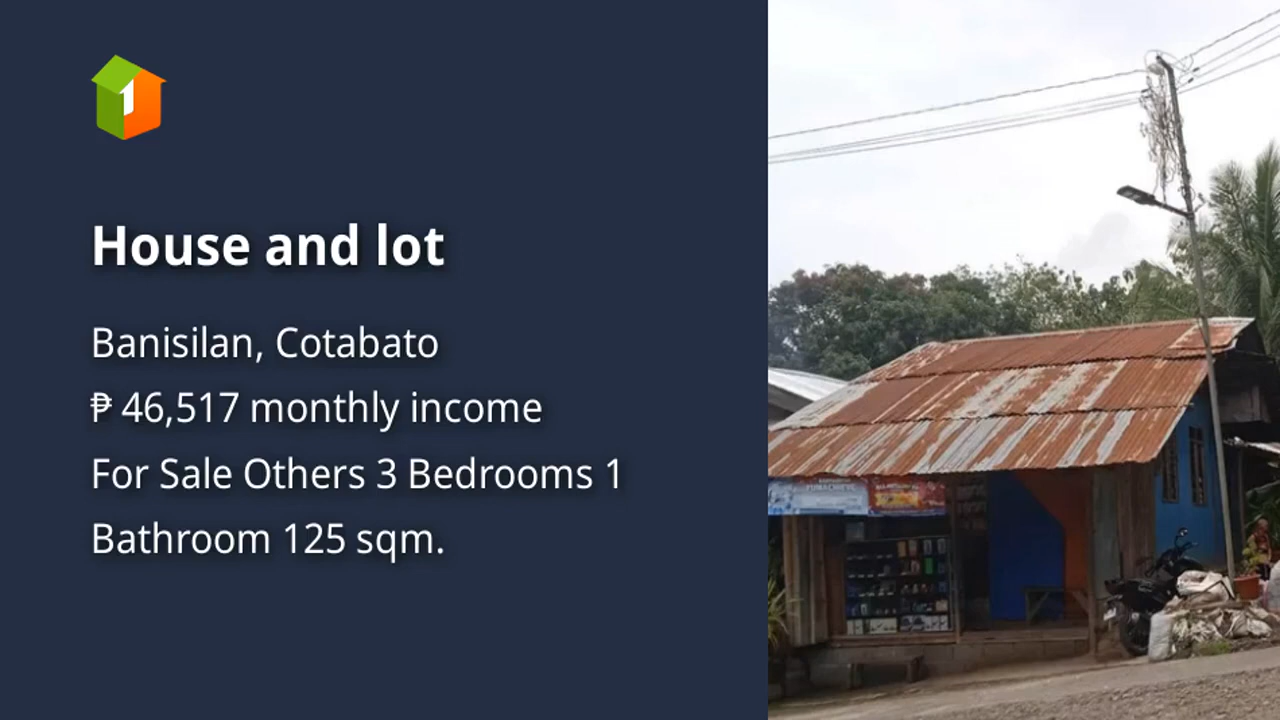 House and lot
Banisilan, Cotabato
₱ 46,517 monthly income
For Sale Others 3 Bedrooms 1
Bathroom 125 sqm.